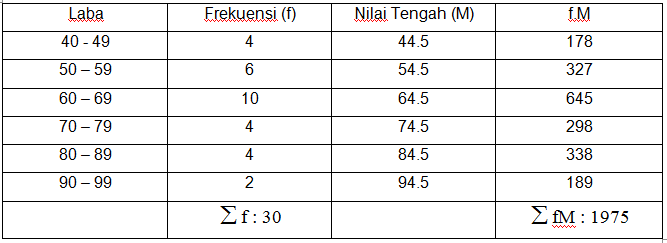 Laba Frekuensi (f) Nilai Tengah (M) f.M
40 - 49 4 44.5 178
50 – 59 6 54.5 327
60 – 69 10 64.5 645
70 – 79 4 74.5 298
80 – 89 4 84.5 338
90 – 99 2 94.5 189
∑ f : 30 ∑ fM : 1975